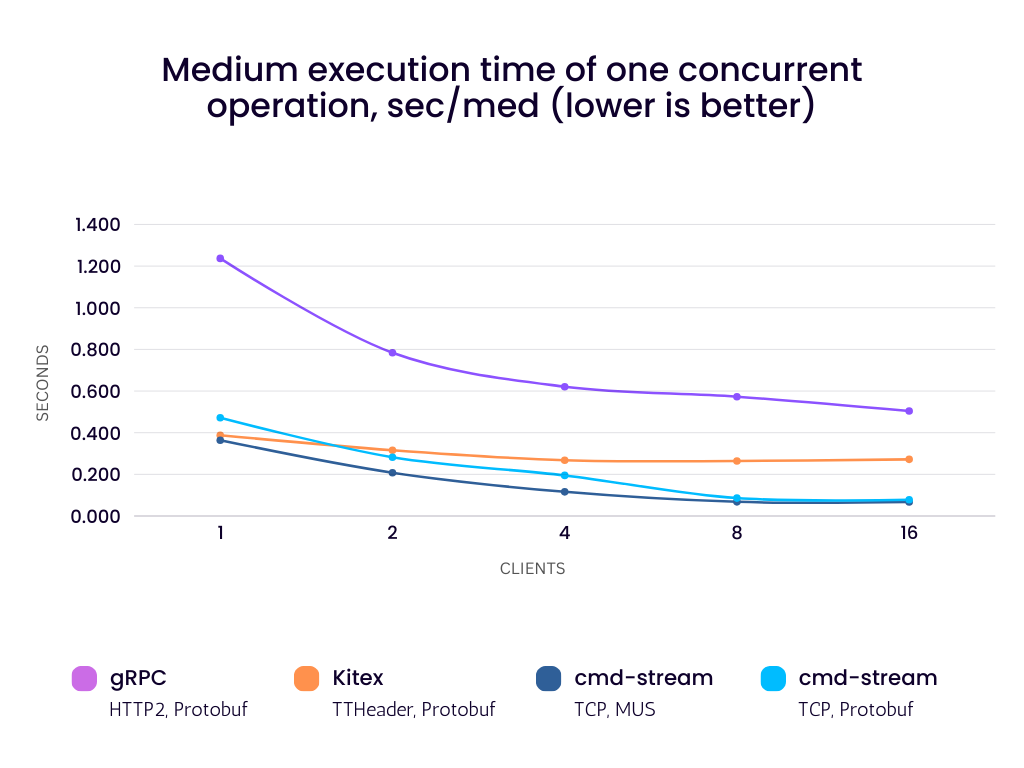 Medium execution time of one concurrent
operation, sec/med (lower is better)
1.400
1.200
1.000
0.800
0.600
0.400
0.200
0.000
SECONDS
1 2 4 8 16
CLIENTS
gRPC Kitex cmd-stream cmd-stream
HTTP2, Protobuf TTHeader, Protobuf TCP, MUS TCP, Protobuf